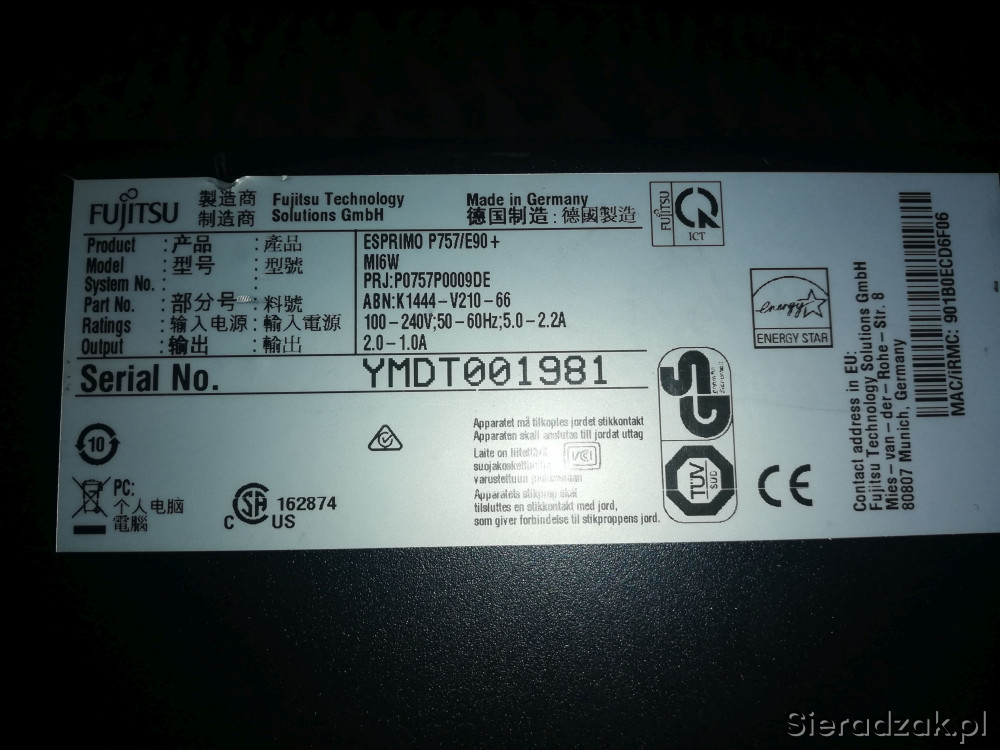 FUJITSU 製造商 Fujitsu Technology Made in Germany
制造商 Solutions GmbH 德国制造：德國製造
FUJITSU ICT
Product : 产品 : 產品 ESPRIMO P757/E90+
Model : 型号 : 型號 MI6W
System No. : : PRJ:P0757P0009DE
Part No. : 部分号 : 料號 ABN:K1444-V210-66
Ratings : 输入电源 : 輸入電源 100-240V;50-60Hz;5.0-2.2A
Output : 输出 : 輸出 2.0-1.0A
Serial No. YMDT001981
energy
ENERGY STAR
GS
TÜV
SÜD
CE
10
PC:
个人电脑
電腦
C SA US 162874
Apparatet må tilkoples jordet stikkontakt
Apparaten skall anslutas till jordat uttag
Laite on liitettävä
suojakoskettimin
varustettuun
VCI
Apparatets stikprop skal
tilsluttes en stikkontakt med jord,
som giver forbindelse til stikproppens jord.
Contact address in EU:
Fujitsu Technology Solutions GmbH
Mies-van-der-Rohe-Str. 8
80807 Munich, Germany
MAC/iRMC: 901B0ECD6F06
Sieradzak.pl